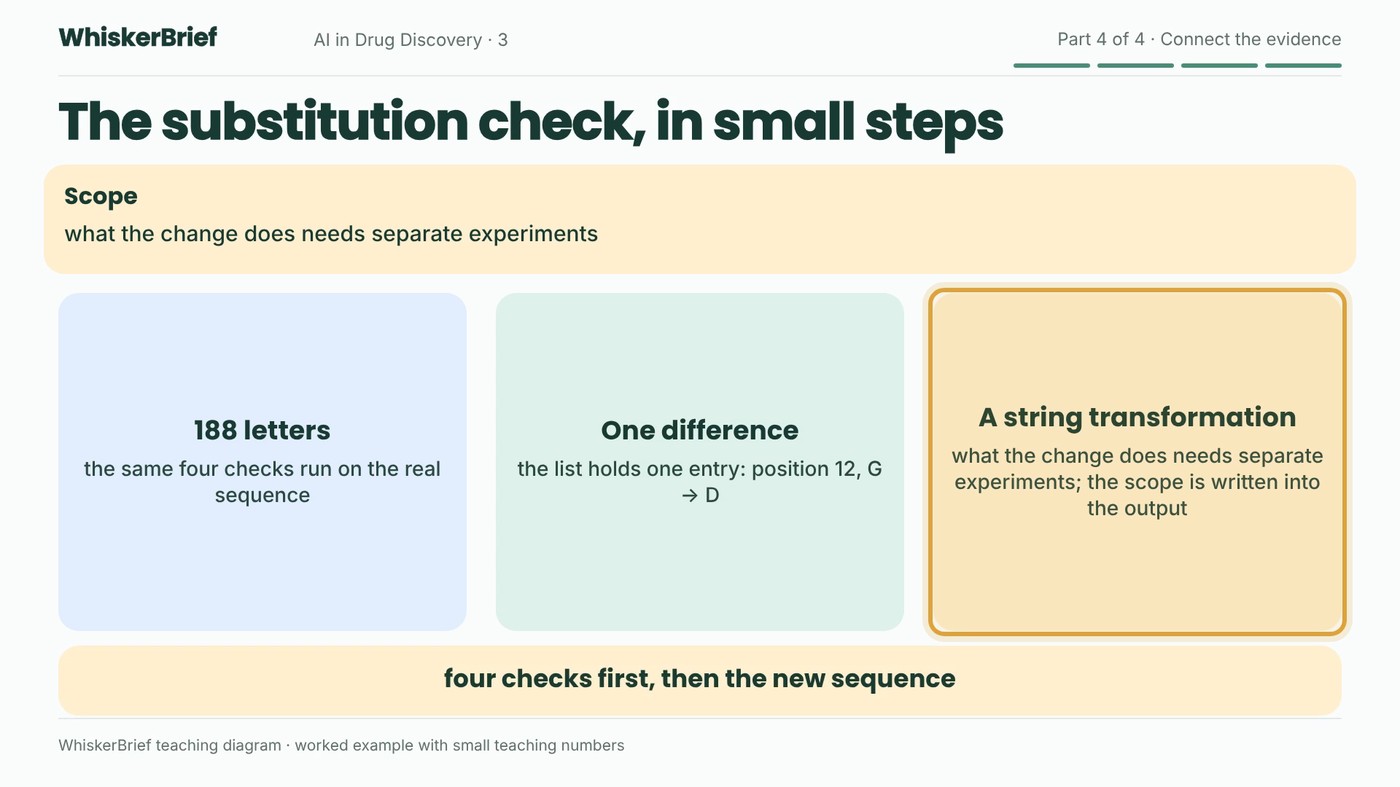 WhiskerBrief
AI in Drug Discovery · 3
Part 4 of 4 · Connect the evidence
The substitution check, in small steps
Scope
what the change does needs separate experiments
188 letters
the same four checks run on the real
sequence
One difference
the list holds one entry: position 12, G
→ D
A string transformation
what the change does needs separate
experiments; the scope is written into
the output
four checks first, then the new sequence
WhiskerBrief teaching diagram · worked example with small teaching numbers